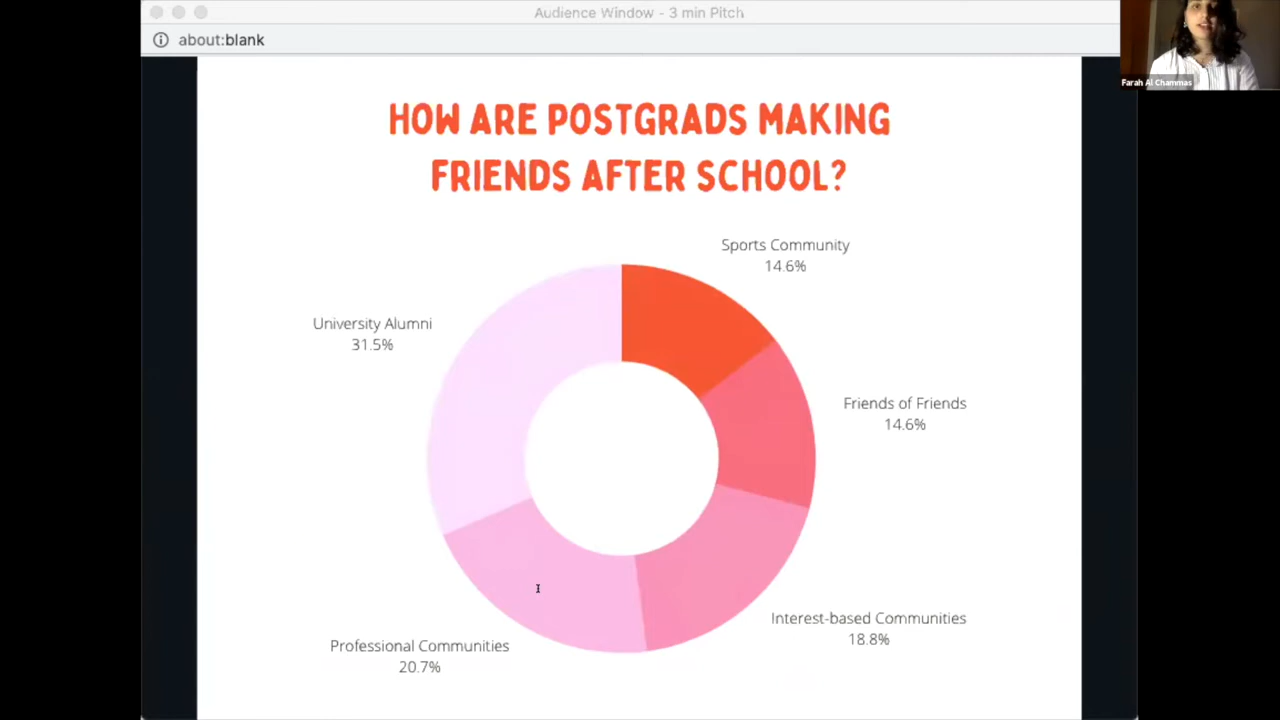 Audience Window - 3 min Pitch
about:blank
Farah Al Chammas
HOW ARE POSTGRADS MAKING
FRIENDS AFTER SCHOOL?
Sports Community
14.6%
University Alumni
31.5%
Friends of Friends
14.6%
Interest-based Communities
18.8%
Professional Communities
20.7%